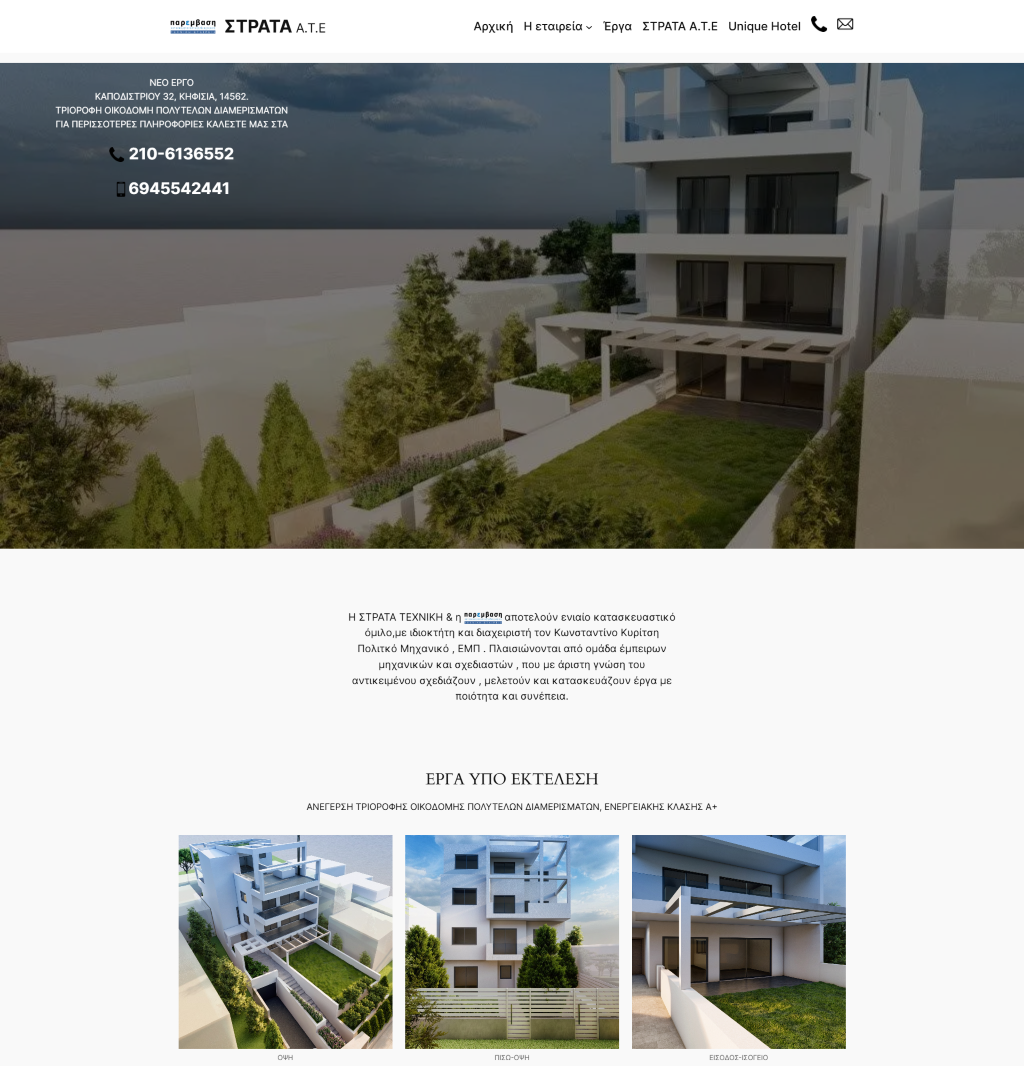 παρεμβαση ΣΤΡΑΤΑ Α.Τ.Ε
Αρχική Η εταιρεία Έργα ΣΤΡΑΤΑ Α.Τ.Ε Unique Hotel
ΝΕΟ ΕΡΓΟ
ΚΑΠΟΔΙΣΤΡΙΟΥ 32, ΚΗΦΙΣΙΑ, 14562.
ΤΡΙΟΡΟΦΗ ΟΙΚΟΔΟΜΗ ΠΟΛΥΤΕΛΩΝ ΔΙΑΜΕΡΙΣΜΑΤΩΝ
ΓΙΑ ΠΕΡΙΣΣΟΤΕΡΕΣ ΠΛΗΡΟΦΟΡΙΕΣ ΚΑΛΕΣΤΕ ΜΑΣ ΣΤΑ
210-6136552
6945542441
Η ΣΤΡΑΤΑ ΤΕΧΝΙΚΗ & η παρεμβαση αποτελούν ενιαίο κατασκευαστικό
όμιλο,με ιδιοκτήτη και διαχειριστή τον Κωνσταντίνο Κυρίτση
Πολιτκό Μηχανικό , ΕΜΠ . Πλαισιώνονται από ομάδα έμπειρων
μηχανικών και σχεδιαστών , που με άριστη γνώση του
αντικειμένου σχεδιάζουν , μελετούν και κατασκευάζουν έργα με
ποιότητα και συνέπεια.
ΕΡΓΑ ΥΠΟ ΕΚΤΕΛΕΣΗ
ΑΝΕΓΕΡΣΗ ΤΡΙΟΡΟΦΗΣ ΟΙΚΟΔΟΜΗΣ ΠΟΛΥΤΕΛΩΝ ΔΙΑΜΕΡΙΣΜΑΤΩΝ, ΕΝΕΡΓΕΙΑΚΗΣ ΚΛΑΣΗΣ Α+
ΟΨΗ
ΠΙΣΩ-ΟΨΗ
ΕΙΣΟΔΟΣ-ΙΣΟΓΕΙΟ